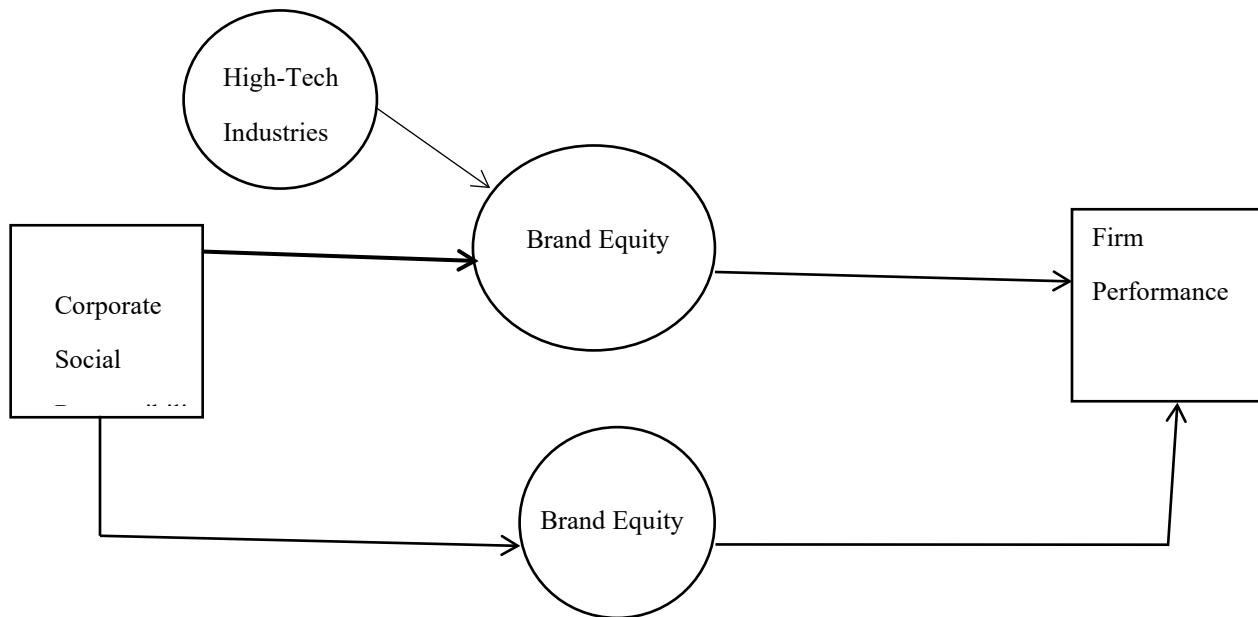 High-Tech
Industries
Brand Equity
Firm
Performance
Corporate
Social
Brand Equity